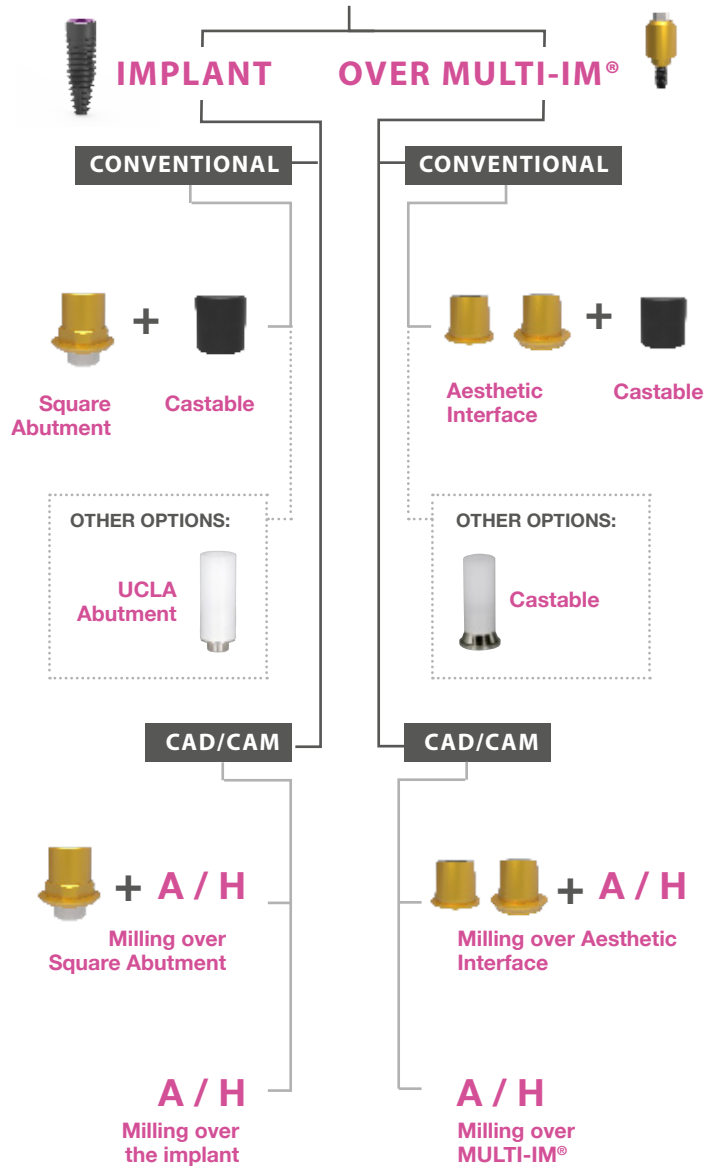 IMPLANT
OVER MULTI-IM®
CONVENTIONAL
CONVENTIONAL
+
+
Square
Abutment
Castable
Aesthetic
Interface
Castable
OTHER OPTIONS:
UCLA
Abutment
OTHER OPTIONS:
Castable
CAD/CAM
CAD/CAM
+ A / H
Milling over
Square Abutment
+ A / H
Milling over Aesthetic
Interface
A / H
Milling over
the implant
A / H
Milling over
MULTI-IM®